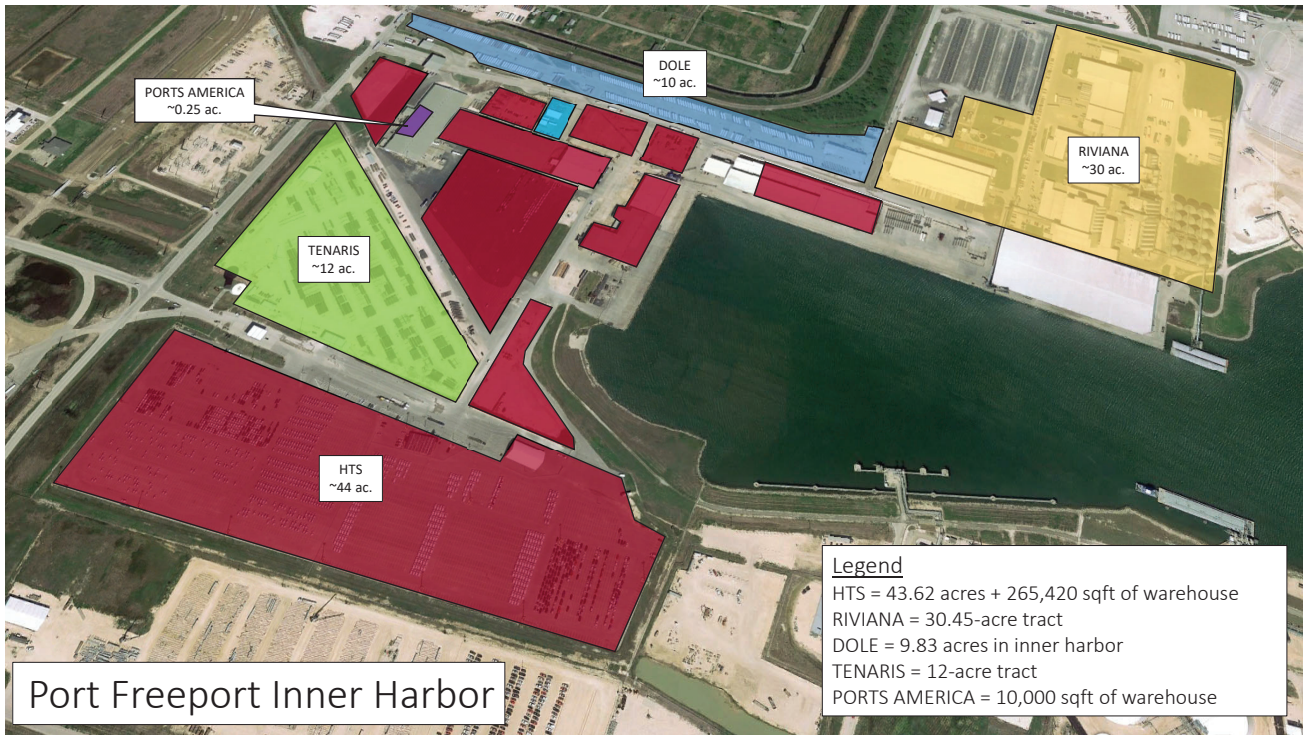 DOLE
~10 ac.
PORTS AMERICA
~0.25 ac.
RIVIANA
~30 ac.
TENARIS
~12 ac.
HTS
~44 ac.
Legend
HTS = 43.62 acres + 265,420 sqft of warehouse
RIVIANA = 30.45-acre tract
DOLE = 9.83 acres in inner harbor
TENARIS = 12-acre tract
PORTS AMERICA = 10,000 sqft of warehouse
Port Freeport Inner Harbor